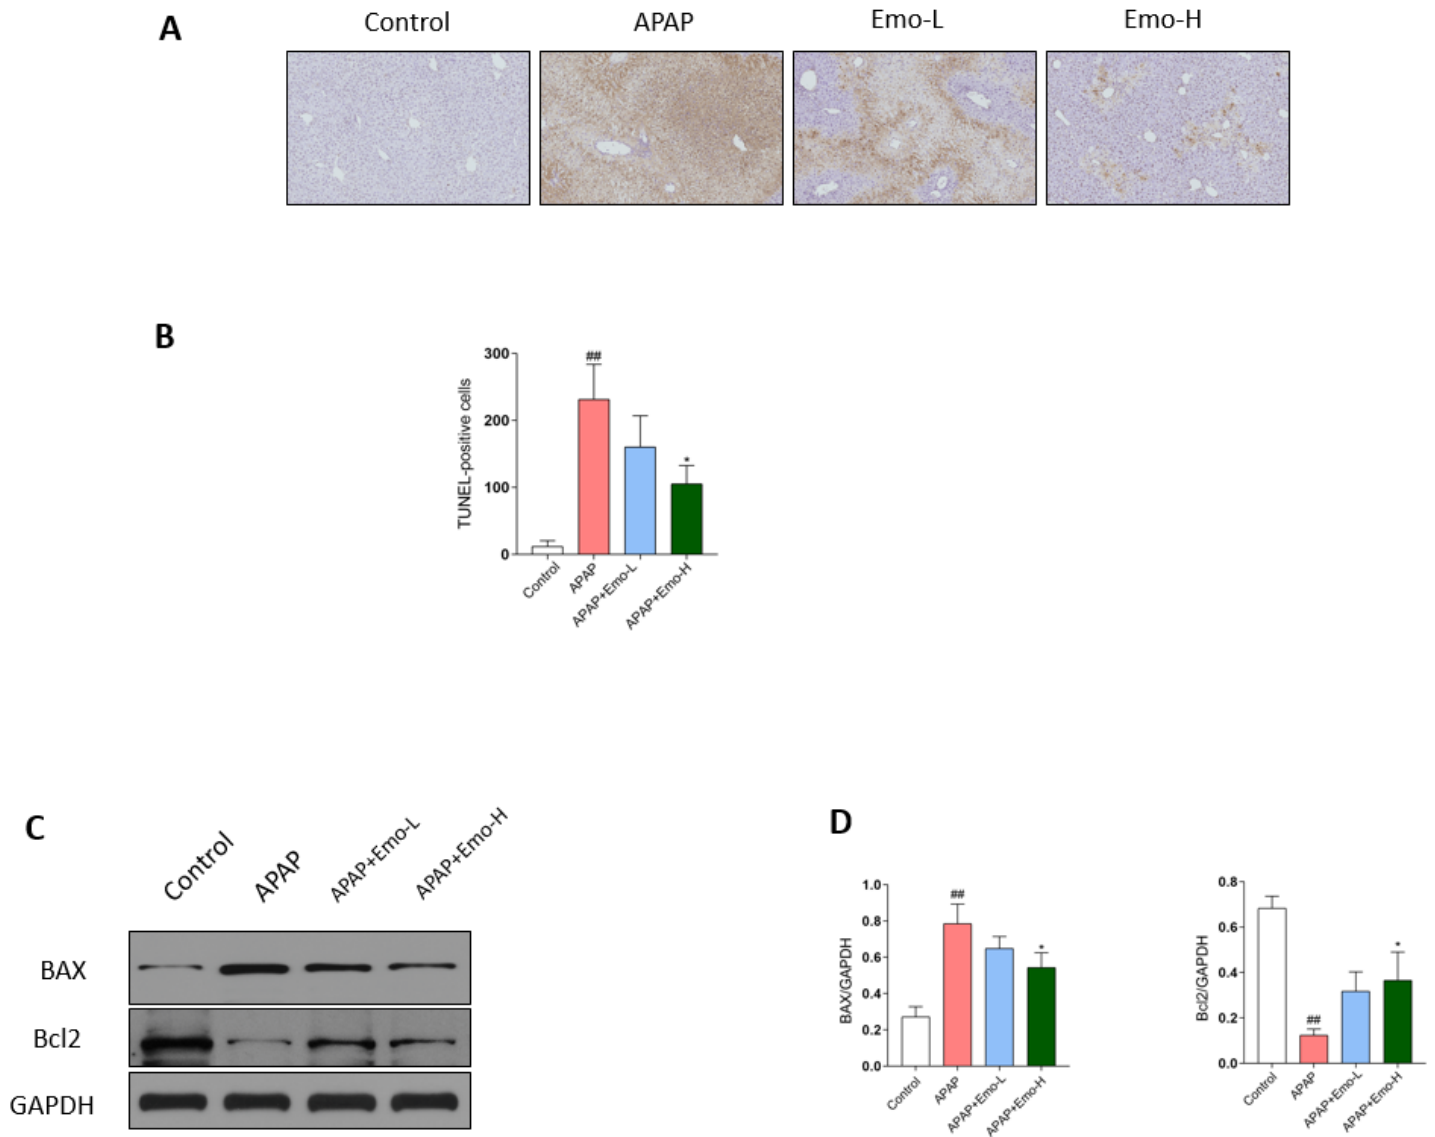 A
Control APAP Emo-L Emo-H
B
300
200
100
0
TUNEL-positive cells
##
*
Control APAP APAP+Emo-L APAP+Emo-H
C
Control APAP APAP+Emo-L APAP+Emo-H
BAX
Bcl2
GAPDH
D
1.0
0.8
0.6
0.4
0.2
0.0
BAX/GAPDH
##
*
Control APAP APAP+Emo-L APAP+Emo-H
0.8
0.6
0.4
0.2
0.0
Bcl2/GAPDH
##
*
Control APAP APAP+Emo-L APAP+Emo-H